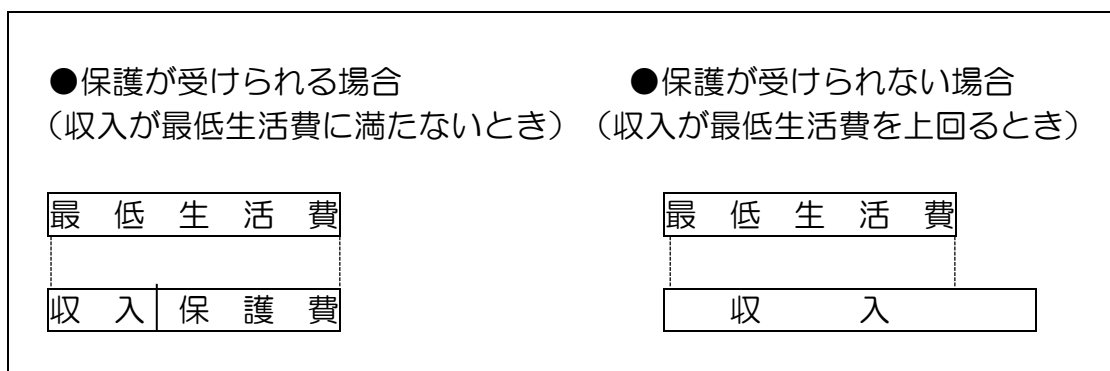 ●保護が受けられる場合
（収入が最低生活費に満たないとき）
最低生活費
収入 保護費
●保護が受けられない場合
（収入が最低生活費を上回るとき）
最低生活費
収入